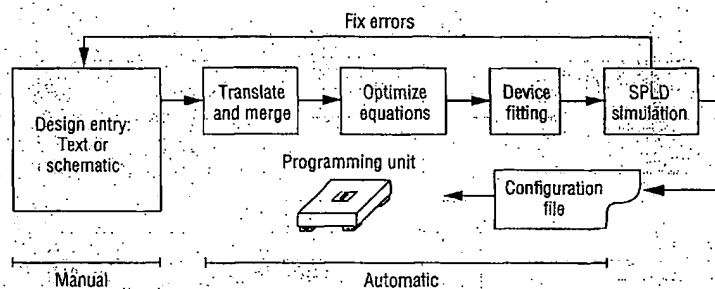 Fix errors
Design entry:
Text or
schematic
Translate
and merge
Optimize
equations
Device
fitting
SPLD
simulation
Programming unit
Configuration
file
Manual
Automatic